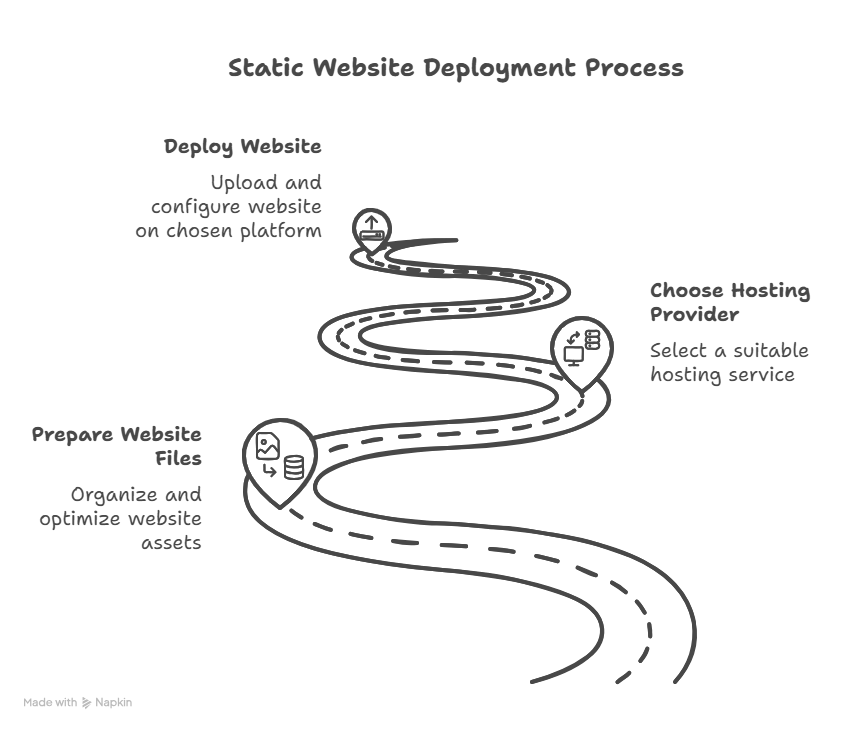 Static Website Deployment Process
Deploy Website
Upload and
configure website
on chosen platform
Choose Hosting
Provider
Select a suitable
hosting service
Prepare Website
Files
Organize and
optimize website
assets
Made with Napkin